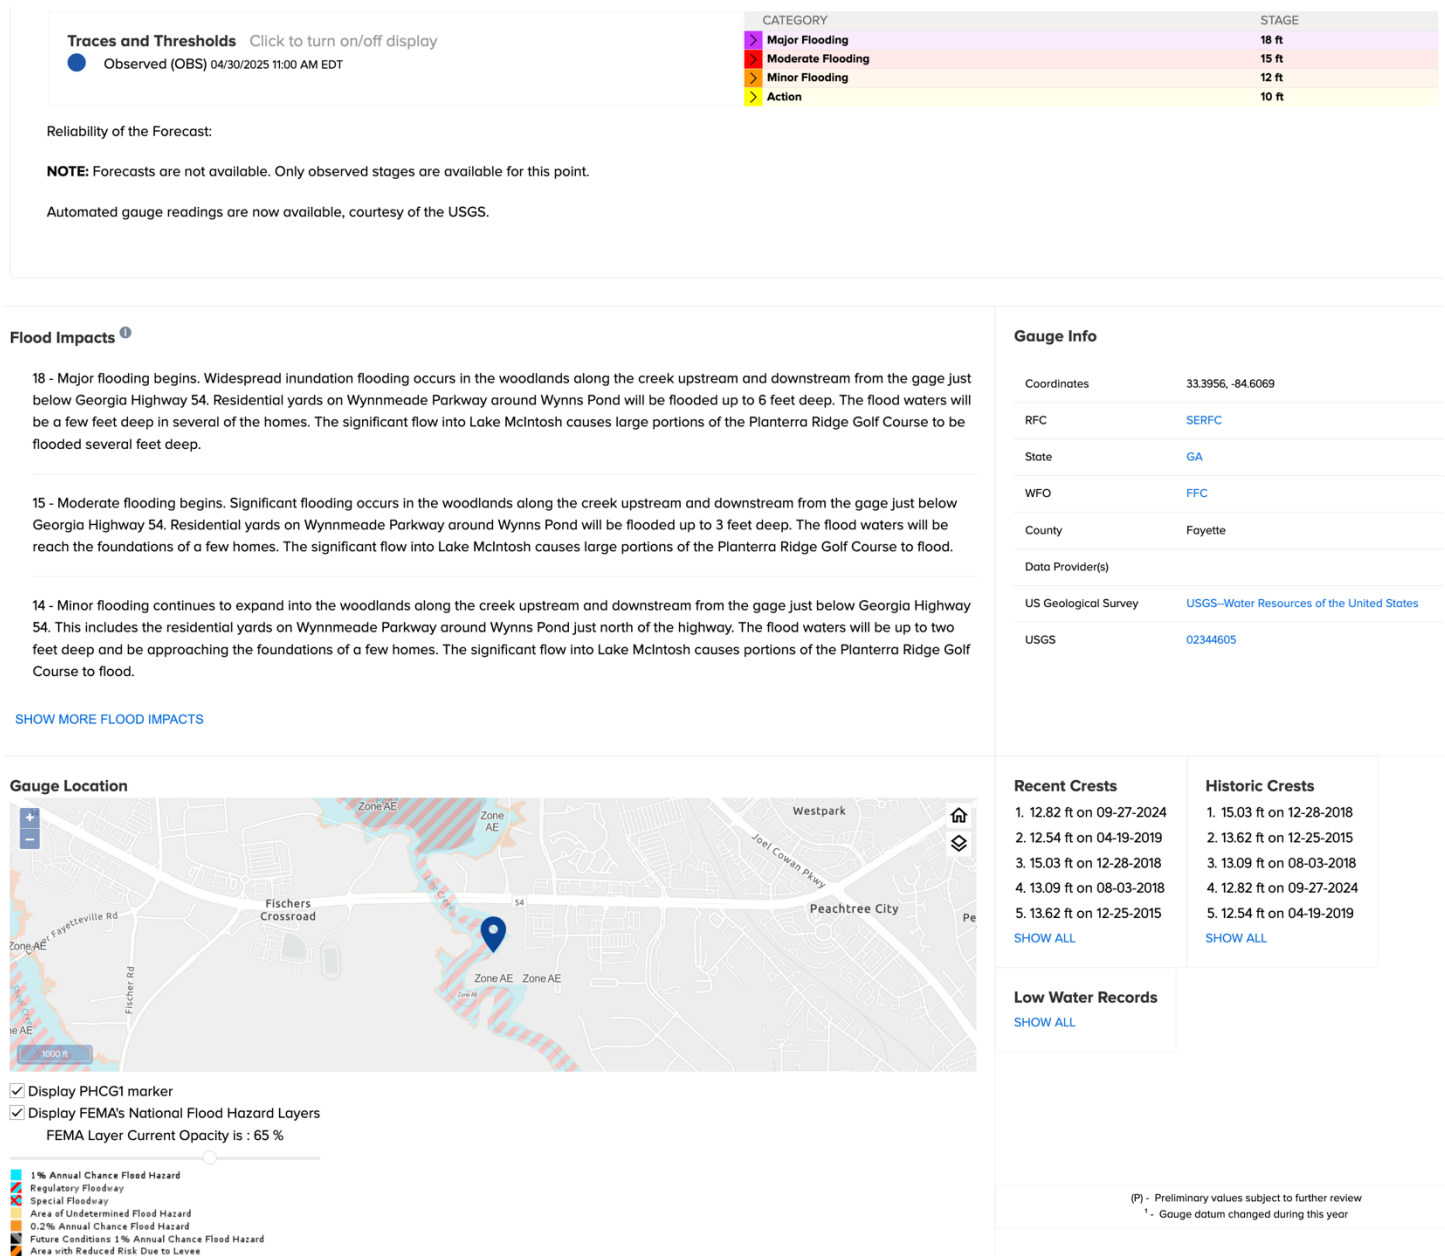 Traces and Thresholds Click to turn on/off display
Observed (OBS) 04/30/2025 11:00 AM EDT
CATEGORY STAGE
Major Flooding 18 ft
Moderate Flooding 15 ft
Minor Flooding 12 ft
Action 10 ft
Reliability of the Forecast:
NOTE: Forecasts are not available. Only observed stages are available for this point.
Automated gauge readings are now available, courtesy of the USGS.
Flood Impacts
18 - Major flooding begins. Widespread inundation flooding occurs in the woodlands along the creek upstream and downstream from the gage just
below Georgia Highway 54. Residential yards on Wynnmeade Parkway around Wynns Pond will be flooded up to 6 feet deep. The flood waters will
be a few feet deep in several of the homes. The significant flow into Lake McIntosh causes large portions of the Planterra Ridge Golf Course to be
flooded several feet deep.
15 - Moderate flooding begins. Significant flooding occurs in the woodlands along the creek upstream and downstream from the gage just below
Georgia Highway 54. Residential yards on Wynnmeade Parkway around Wynns Pond will be flooded up to 3 feet deep. The flood waters will be
reach the foundations of a few homes. The significant flow into Lake McIntosh causes large portions of the Planterra Ridge Golf Course to flood.
14 - Minor flooding continues to expand into the woodlands along the creek upstream and downstream from the gage just below Georgia Highway
54. This includes the residential yards on Wynnmeade Parkway around Wynns Pond just north of the highway. The flood waters will be up to two
feet deep and be approaching the foundations of a few homes. The significant flow into Lake McIntosh causes portions of the Planterra Ridge Golf
Course to flood.
SHOW MORE FLOOD IMPACTS
Gauge Info
Coordinates 33.3956, -84.6069
RFC SERFC
State GA
WFO FFC
County Fayette
Data Provider(s)
US Geological Survey USGS--Water Resources of the United States
USGS 02344605
Gauge Location
+
−
Zone AE
Zone
AE
Westpark
Joel Cowan Pkwy
Line Creek
54
Fischers
Crossroad
Peachtree City
Pe
Fayetteville Rd
Zone AE
Zone AE Zone AE
Zone AE
Fischer Rd
ne AE
1000 ft
Display PHCG1 marker
Display FEMA's National Flood Hazard Layers
FEMA Layer Current Opacity is : 65 %
1% Annual Chance Flood Hazard
Regulatory Floodway
Special Floodway
Area of Undetermined Flood Hazard
0.2% Annual Chance Flood Hazard
Future Conditions 1% Annual Chance Flood Hazard
Area with Reduced Risk Due to Levee
Recent Crests
1. 12.82 ft on 09-27-2024
2. 12.54 ft on 04-19-2019
3. 15.03 ft on 12-28-2018
4. 13.09 ft on 08-03-2018
5. 13.62 ft on 12-25-2015
SHOW ALL
Historic Crests
1. 15.03 ft on 12-28-2018
2. 13.62 ft on 12-25-2015
3. 13.09 ft on 08-03-2018
4. 12.82 ft on 09-27-2024
5. 12.54 ft on 04-19-2019
SHOW ALL
Low Water Records
SHOW ALL
(P) - Preliminary values subject to further review
¹ - Gauge datum changed during this year